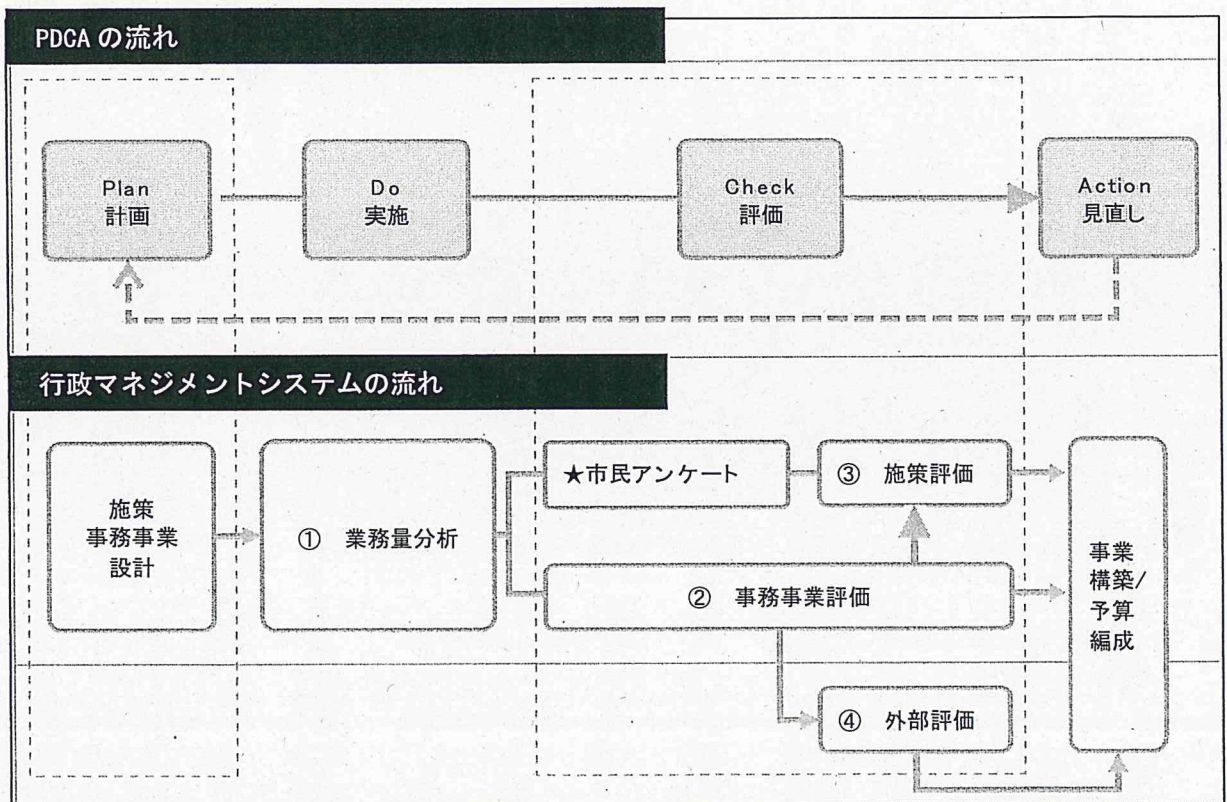 PDCA の流れ
Plan
計画
Do
実施
Check
評価
Action
見直し
行政マネジメントシステムの流れ
施策
事務事業
設計
① 業務量分析
★市民アンケート
③ 施策評価
② 事務事業評価
④ 外部評価
事業
構築/
予算
編成